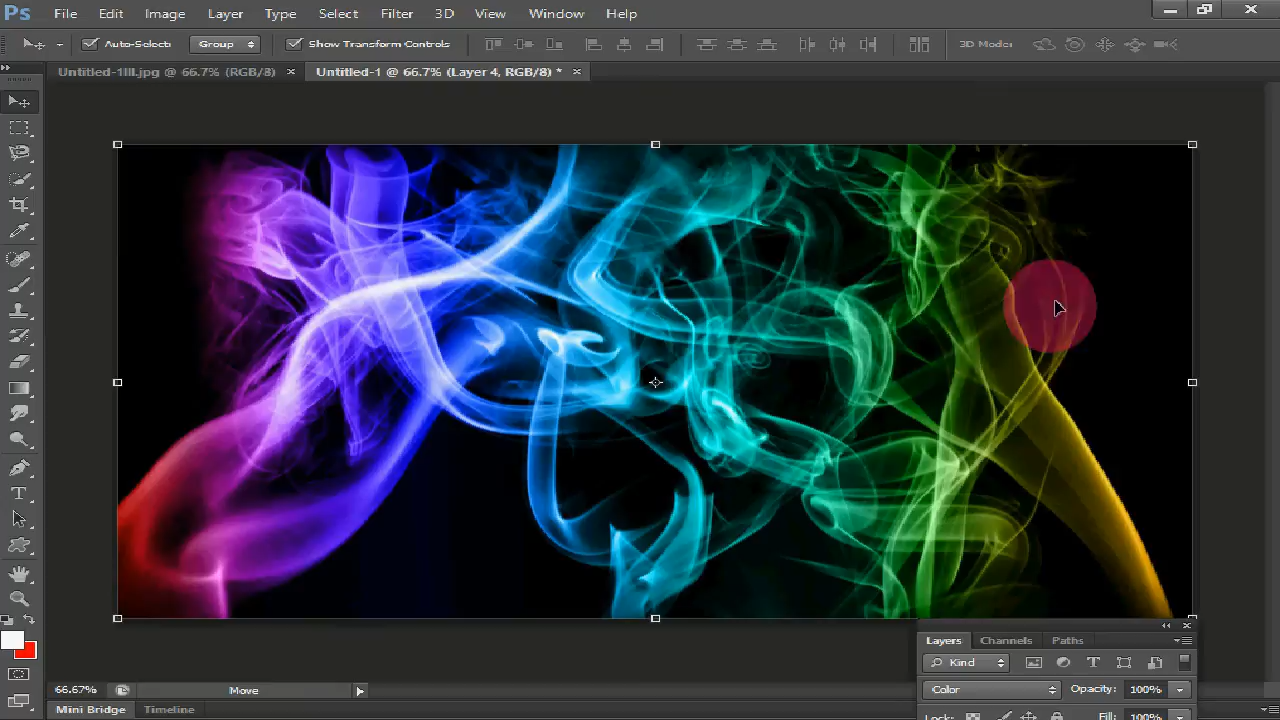 Ps File Edit Image Layer Type Select Filter 3D View Window Help
Auto-Select: Group Show Transform Controls 3D Mode:
Untitled-1llll.jpg @ 66.7% (RGB/8) × Untitled-1 @ 66.7% (Layer 4, RGB/8) * ×
Layers Channels Paths
Kind
Color Opacity: 100%
Lock: Fill: 100%
66.67% Move
Mini Bridge Timeline